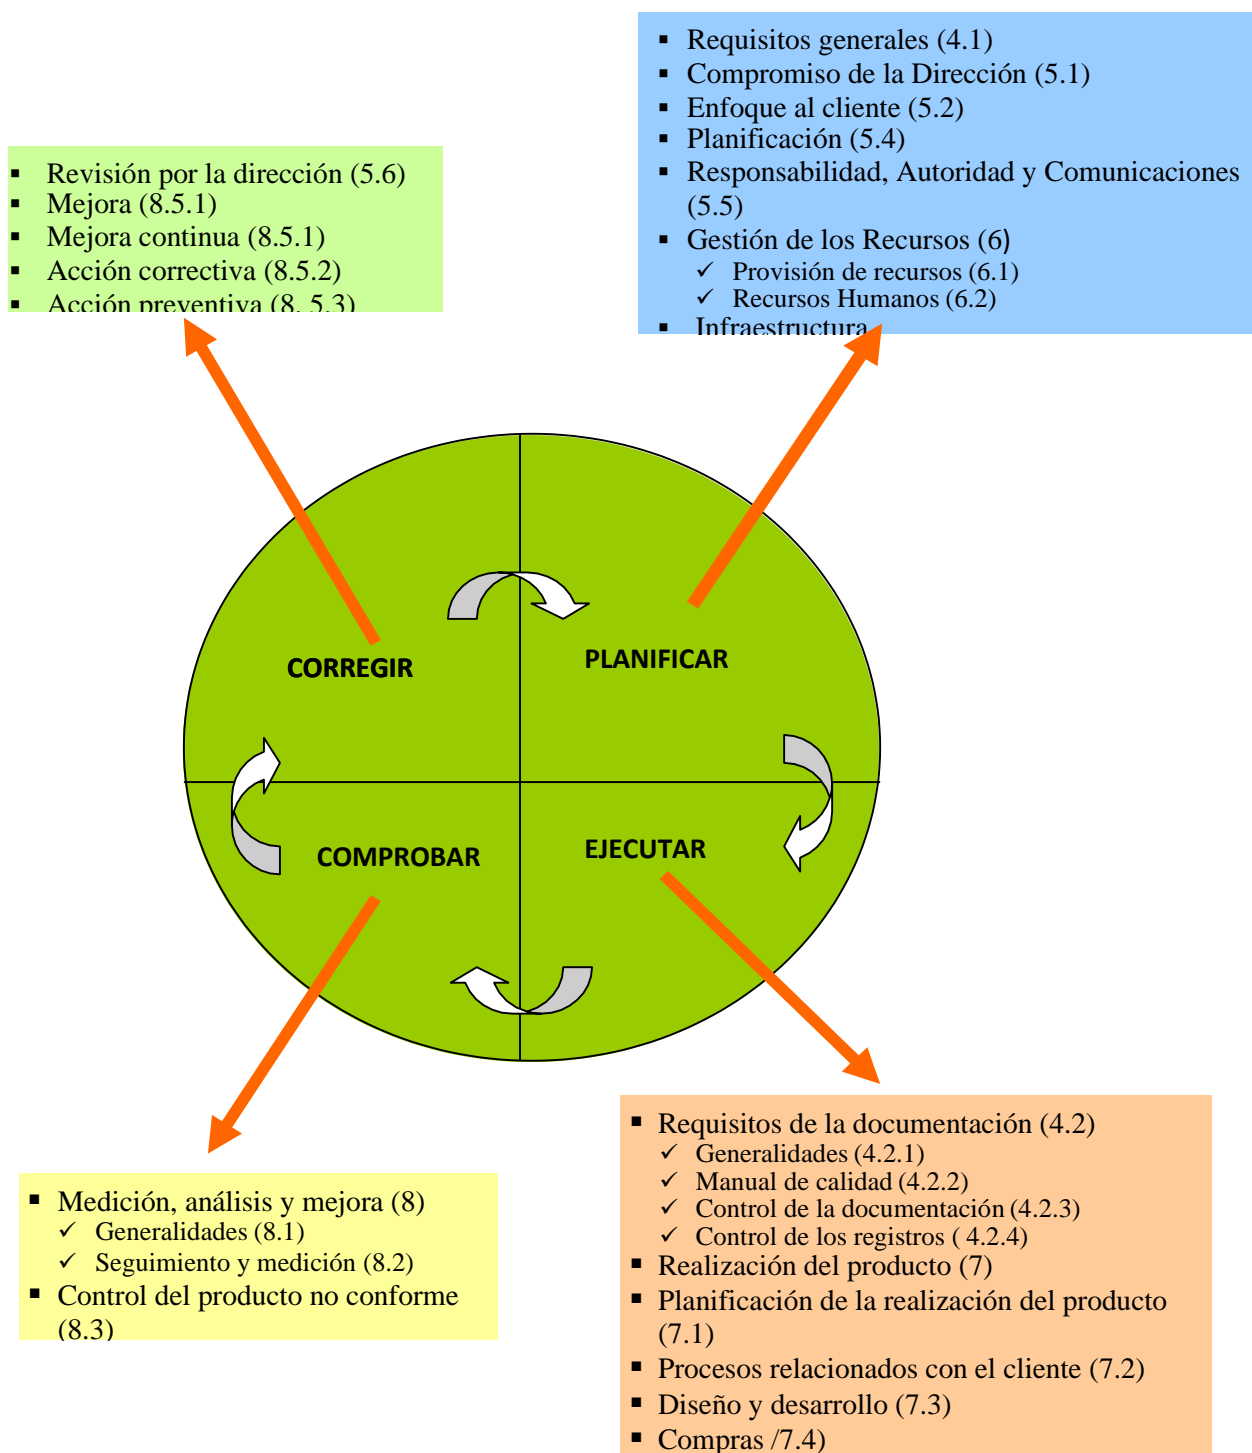 Requisitos generales (4.1)
Compromiso de la Dirección (5.1)
Enfoque al cliente (5.2)
Planificación (5.4)
Responsabilidad, Autoridad y Comunicaciones
(5.5)
Gestión de los Recursos (6)
Provisión de recursos (6.1)
Recursos Humanos (6.2)
Infraestructura
Revisión por la dirección (5.6)
Mejora (8.5.1)
Mejora continua (8.5.1)
Acción correctiva (8.5.2)
Acción preventiva (8. 5.3)
CORREGIR
PLANIFICAR
COMPROBAR
EJECUTAR
Medición, análisis y mejora (8)
Generalidades (8.1)
Seguimiento y medición (8.2)
Control del producto no conforme
(8.3)
Requisitos de la documentación (4.2)
Generalidades (4.2.1)
Manual de calidad (4.2.2)
Control de la documentación (4.2.3)
Control de los registros ( 4.2.4)
Realización del producto (7)
Planificación de la realización del producto
(7.1)
Procesos relacionados con el cliente (7.2)
Diseño y desarrollo (7.3)
Compras /7.4)